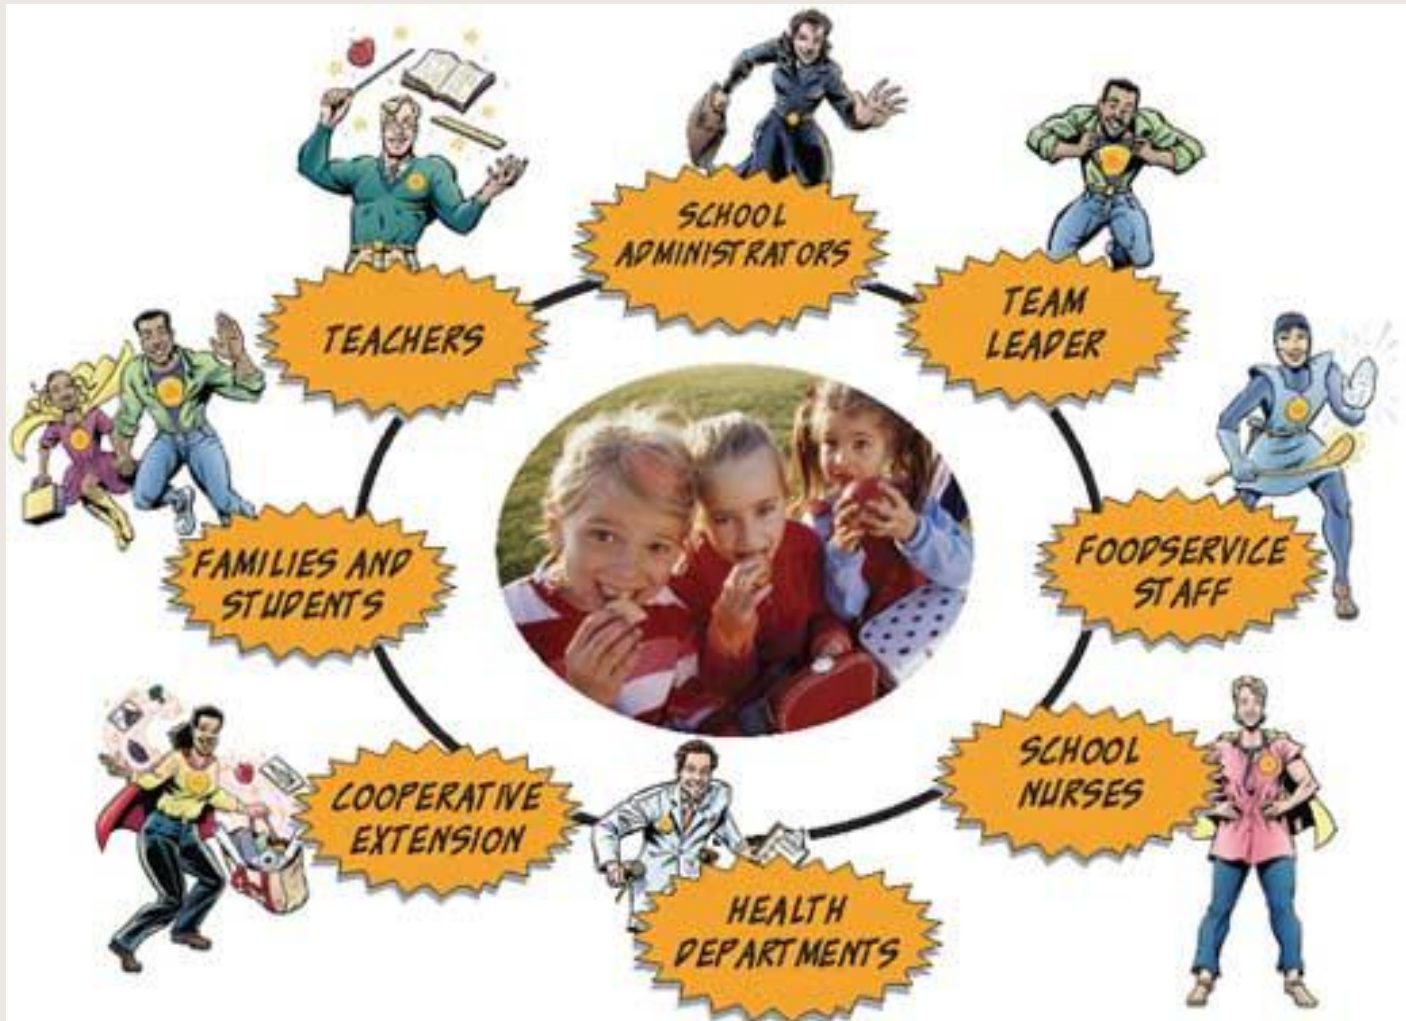 SCHOOL
ADMINISTRATORS
TEAM
LEADER
TEACHERS
FOODSERVICE
STAFF
FAMILIES AND
STUDENTS
SCHOOL
NURSES
COOPERATIVE
EXTENSION
HEALTH
DEPARTMENTS